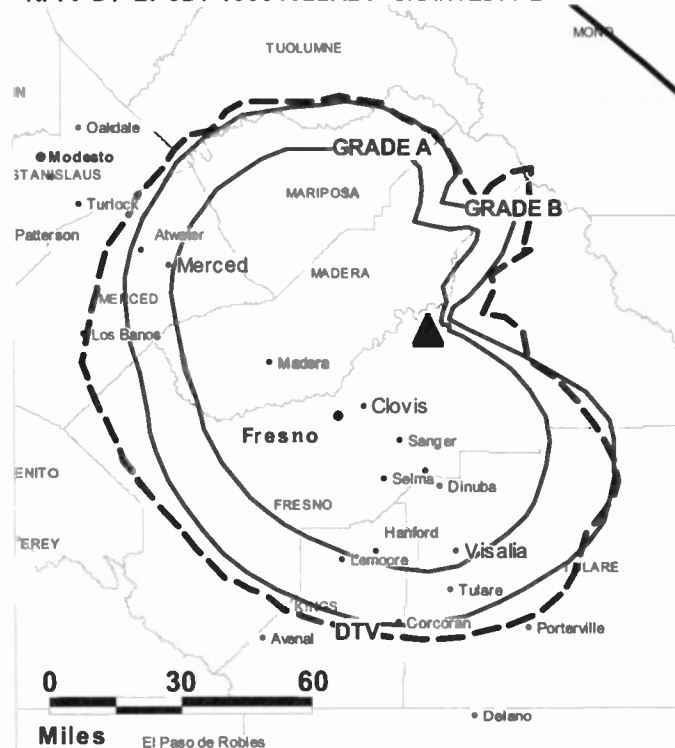 TUOLUMNE
MONO
Oakdale
Modesto
GRADE A
STANISLAUS
MARIPOSA
Turlock
GRADE B
Patterson
Atwater
Merced
MADERA
MERCED
Los Banos
Madera
Clovis
Fresno
Sanger
ENITO
Selma
Dinuba
FRESNO
EREY
Hanford
Visalia
Lemoore
TULARE
Tulare
KINGS
Corcoran
DTV
Porterville
Avenal
0 30 60
Delano
Miles
El Paso de Robles